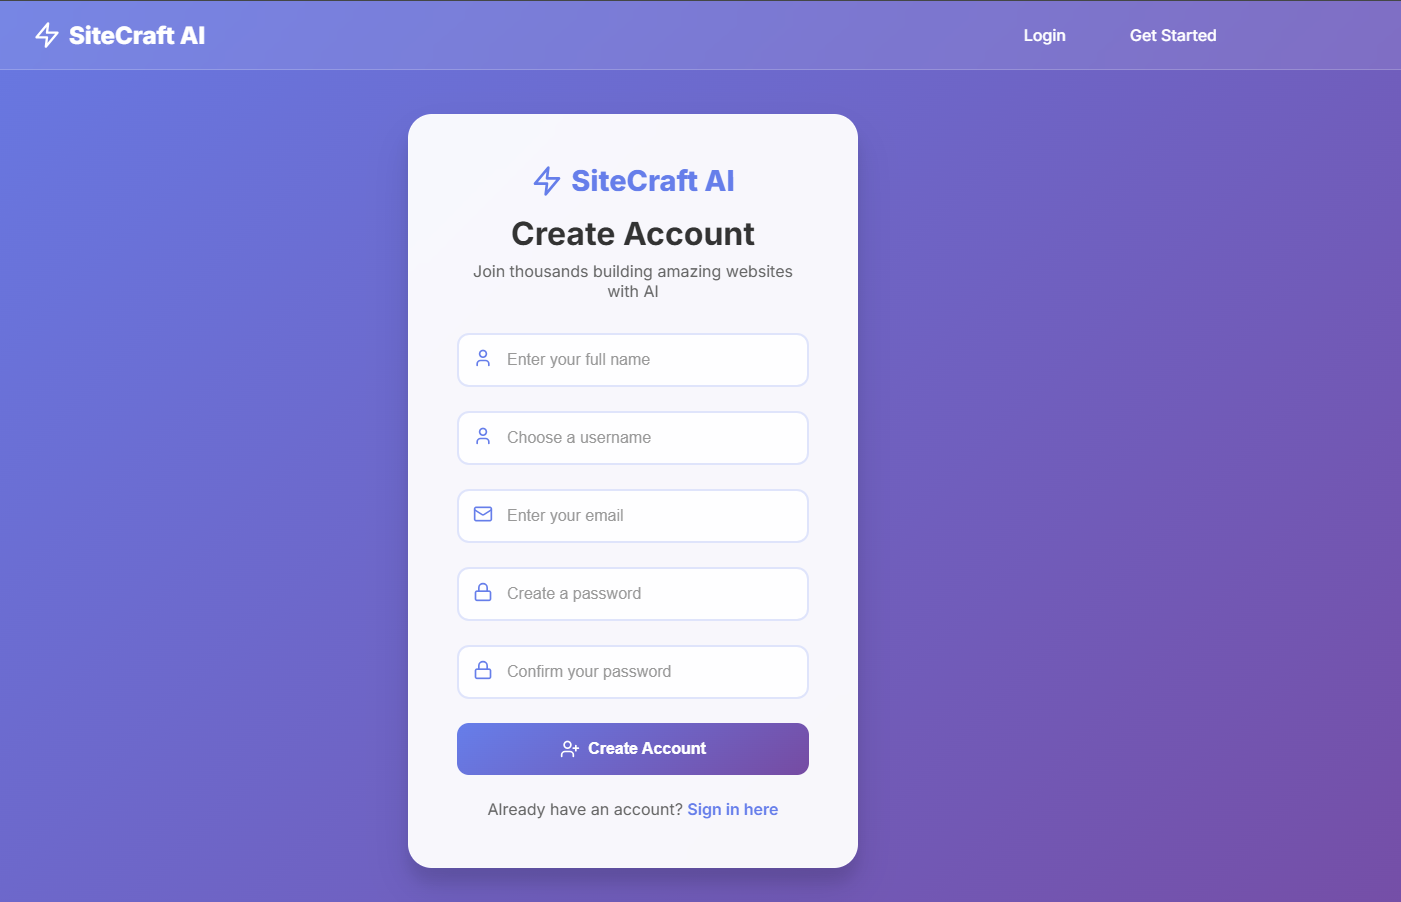 SiteCraft AI
Login
Get Started
SiteCraft AI
Create Account
Join thousands building amazing websites
with AI
Enter your full name
Choose a username
Enter your email
Create a password
Confirm your password
Create Account
Already have an account? Sign in here